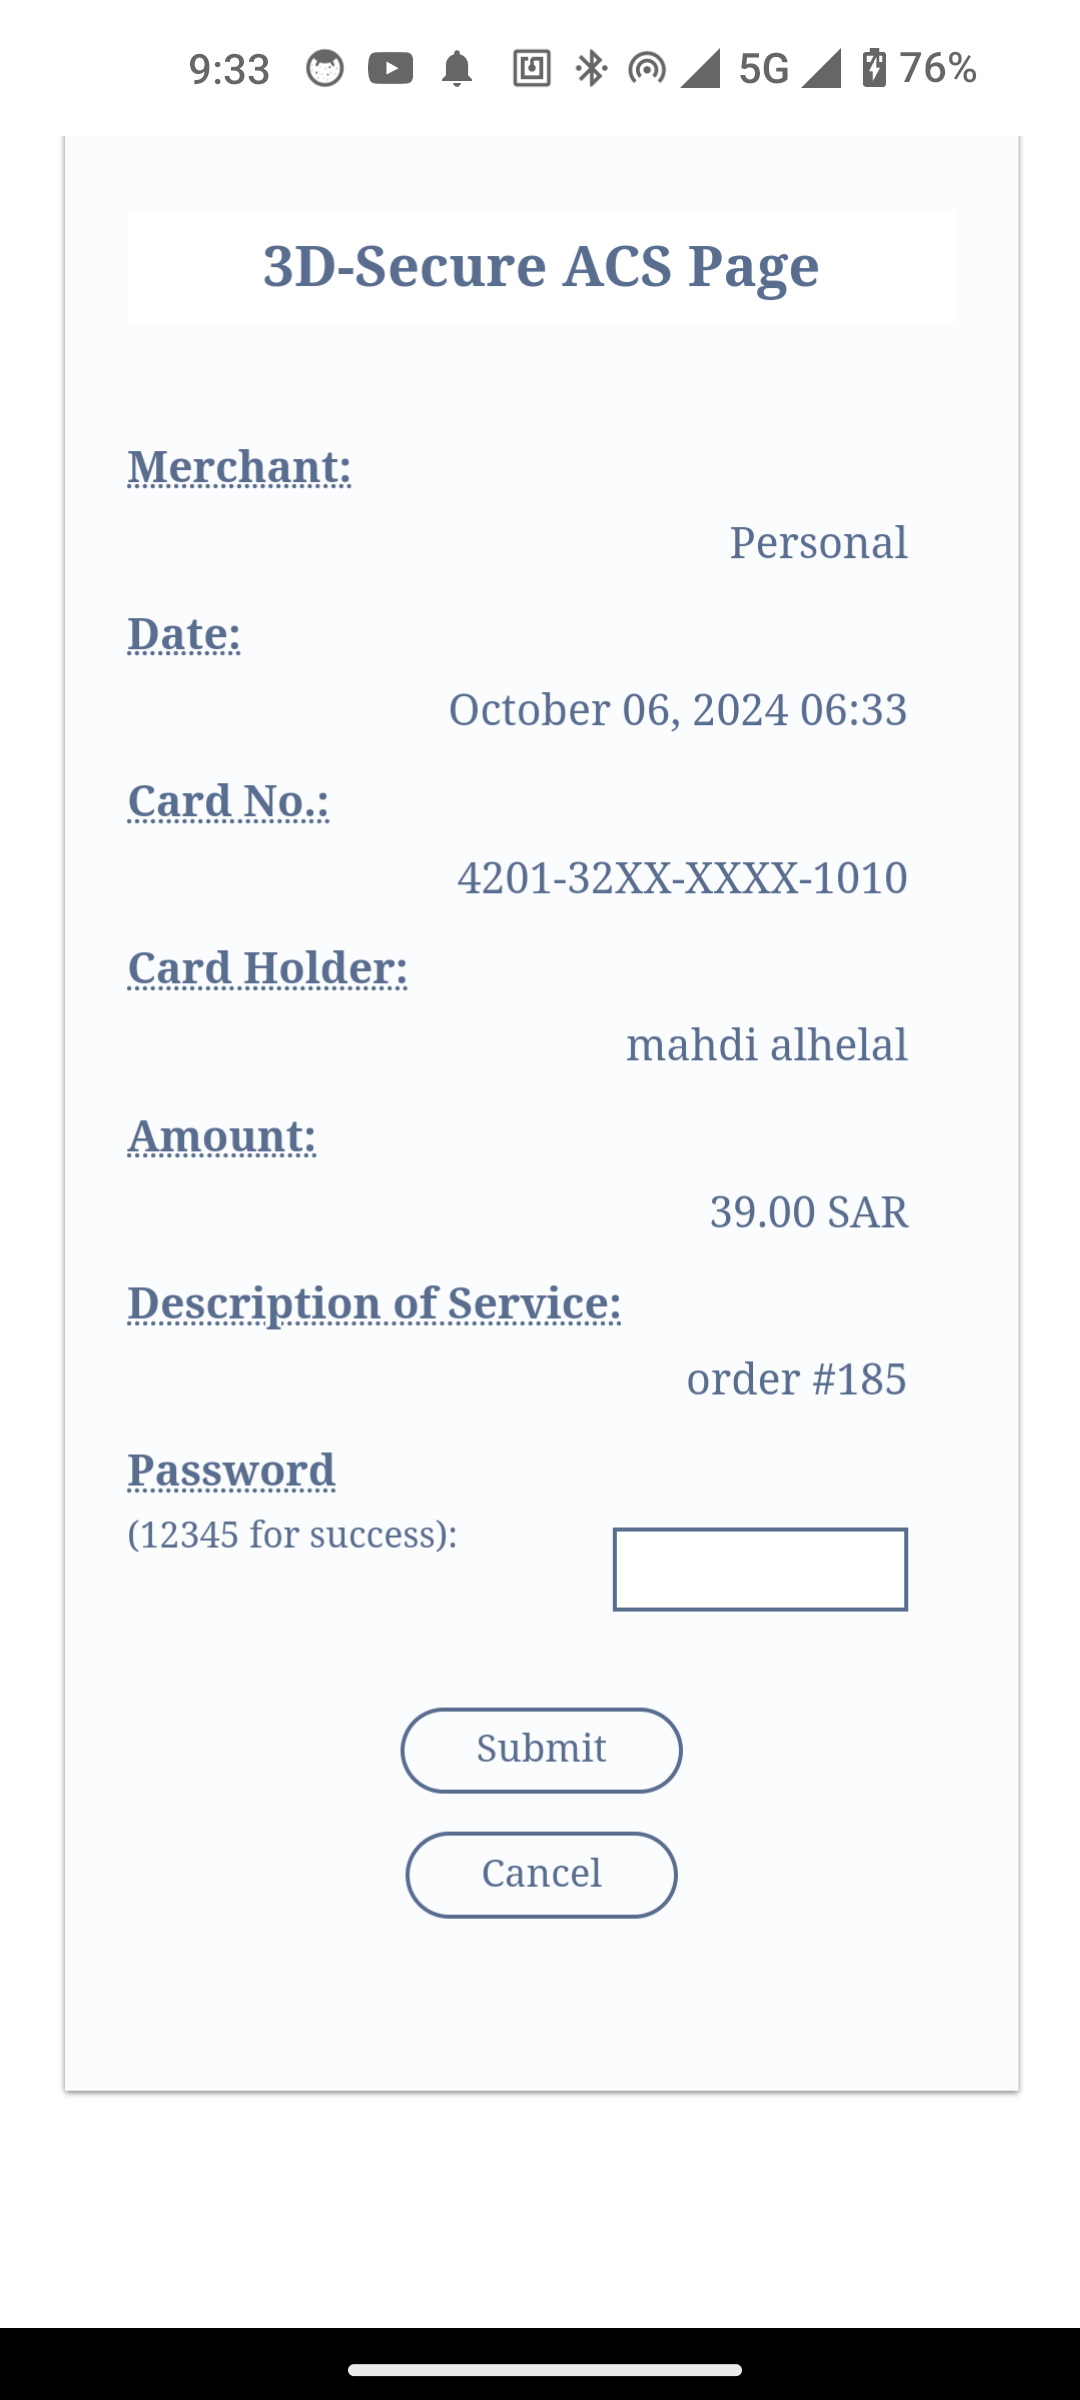 9:33 5G 76%
3D-Secure ACS Page
Merchant:
Personal
Date:
October 06, 2024 06:33
Card No.:
4201-32XX-XXXX-1010
Card Holder:
mahdi alhelal
Amount:
39.00 SAR
Description of Service:
order #185
Password
(12345 for success):
Submit
Cancel